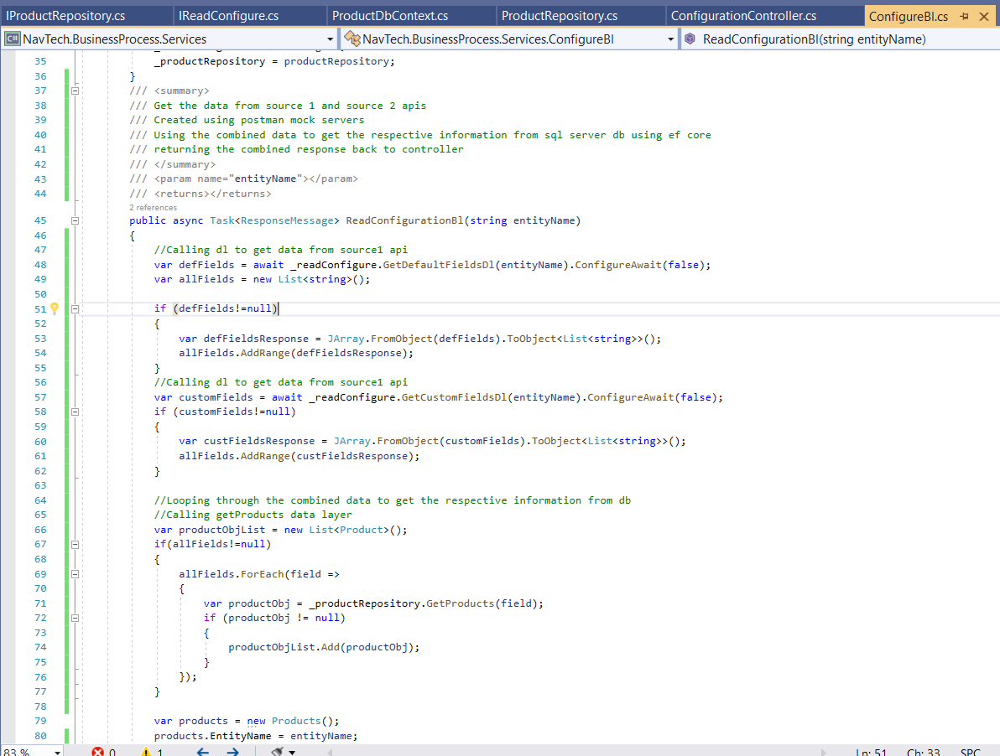 IProductRepository.cs IReadConfigure.cs ProductDbContext.cs ProductRepository.cs ConfigurationController.cs ConfigureBl.cs
C# NavTech.BusinessProcess.Services NavTech.BusinessProcess.Services.ConfigureBl ReadConfigurationBl(string entityName)
35 _productRepository = productRepository;
36 }
37 /// <summary>
38 /// Get the data from source 1 and source 2 apis
39 /// Created using postman mock servers
40 /// Using the combined data to get the respective information from sql server db using ef core
41 /// returning the combined response back to controller
42 /// </summary>
43 /// <param name="entityName"></param>
44 /// <returns></returns>
2 references
45 public async Task<ResponseMessage> ReadConfigurationBl(string entityName)
46 {
47 //Calling dl to get data from source1 api
48 var defFields = await _readConfigure.GetDefaultFieldsDl(entityName).ConfigureAwait(false);
49 var allFields = new List<string>();
50
51 if (defFields!=null)
52 {
53 var defFieldsResponse = JArray.FromObject(defFields).ToObject<List<string>>();
54 allFields.AddRange(defFieldsResponse);
55 }
56 //Calling dl to get data from source1 api
57 var customFields = await _readConfigure.GetCustomFieldsDl(entityName).ConfigureAwait(false);
58 if (customFields!=null)
59 {
60 var custFieldsResponse = JArray.FromObject(customFields).ToObject<List<string>>();
61 allFields.AddRange(custFieldsResponse);
62 }
63
64 //Looping through the combined data to get the respective information from db
65 //Calling getProducts data layer
66 var productObjList = new List<Product>();
67 if(allFields!=null)
68 {
69 allFields.ForEach(field =>
70 {
71 var productObj = _productRepository.GetProducts(field);
72 if (productObj != null)
73 {
74 productObjList.Add(productObj);
75 }
76 });
77 }
78
79 var products = new Products();
80 products.EntityName = entityName;
83 % 0 1 Ln: 51 Ch: 33 SPC